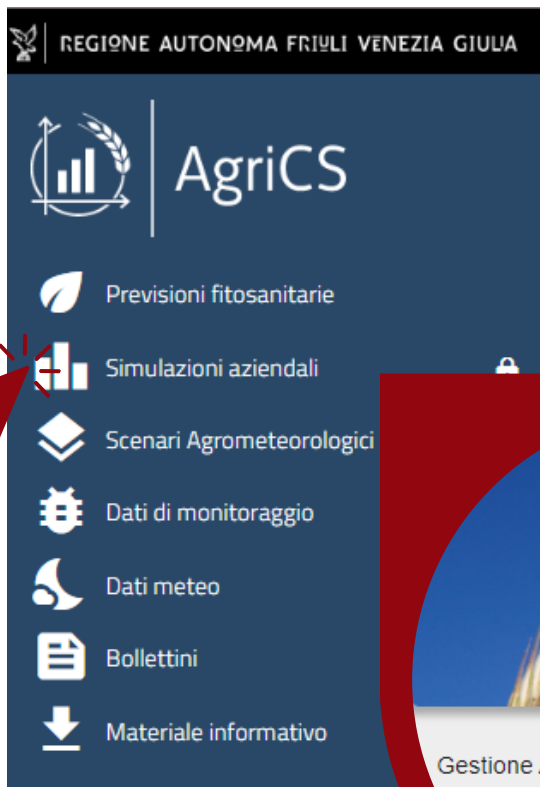 REGIONE AUTONOMA FRIULI VENEZIA GIULIA
AgriCS
Previsioni fitosanitarie
Simulazioni aziendali
Scenari Agrometeorologici
Dati di monitoraggio
Dati meteo
Bollettini
Materiale informativo
Gestione